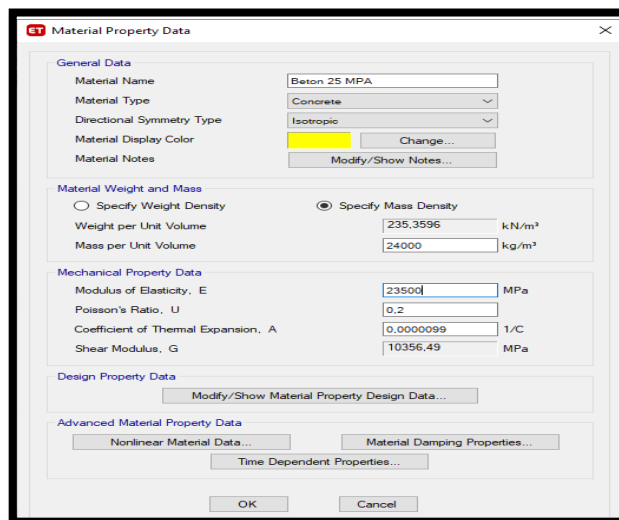 ET Material Property Data
General Data
Material Name Beton 25 MPA
Material Type Concrete
Directional Symmetry Type Isotropic
Material Display Color Change...
Material Notes Modify/Show Notes...
Material Weight and Mass
Specify Weight Density Specify Mass Density
Weight per Unit Volume 235,3596 kN/m³
Mass per Unit Volume 24000 kg/m³
Mechanical Property Data
Modulus of Elasticity, E 23500 MPa
Poisson's Ratio, U 0,2
Coefficient of Thermal Expansion, A 0,0000099 1/C
Shear Modulus, G 10356,49 MPa
Design Property Data
Modify/Show Material Property Design Data...
Advanced Material Property Data
Nonlinear Material Data... Material Damping Properties...
Time Dependent Properties...
OK Cancel